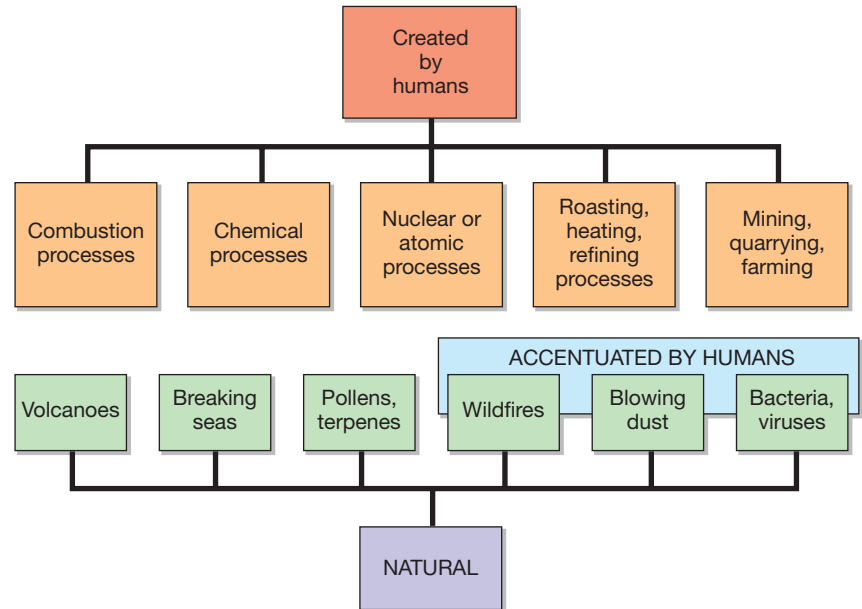 Created
by
humans
Combustion
processes
Chemical
processes
Nuclear or
atomic
processes
Roasting,
heating,
refining
processes
Mining,
quarrying,
farming
ACCENTUATED BY HUMANS
Volcanoes
Breaking
seas
Pollens,
terpenes
Wildfires
Blowing
dust
Bacteria,
viruses
NATURAL